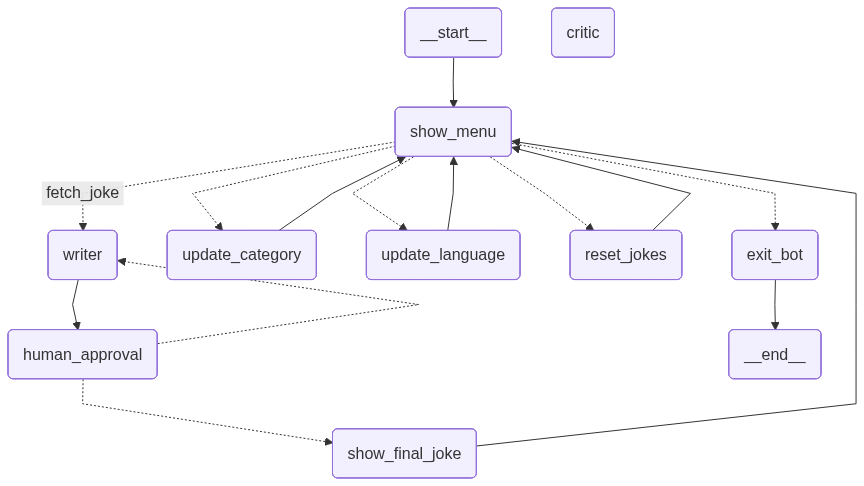 __start__
critic
show_menu
fetch_joke
writer
update_category
update_language
reset_jokes
exit_bot
human_approval
__end__
show_final_joke